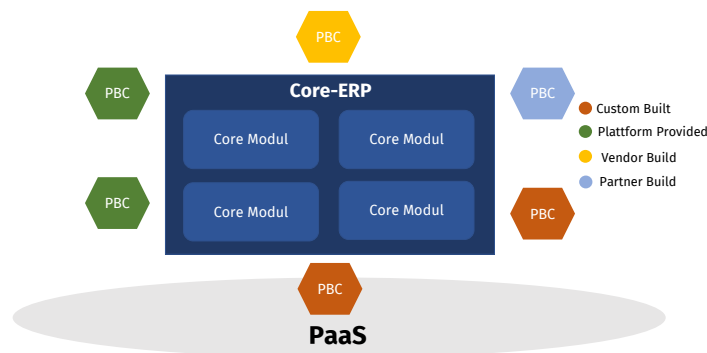 PBC
Core-ERP
PBC
PBC
Core Modul
Core Modul
Custom Built
Plattform Provided
Vendor Build
Partner Build
PBC
Core Modul
Core Modul
PBC
PBC
PaaS